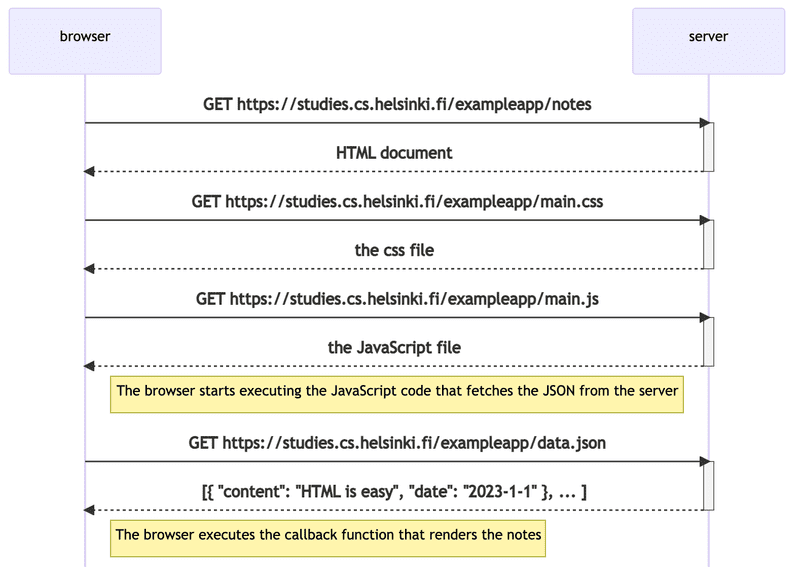 browser
server
GET https://studies.cs.helsinki.fi/exampleapp/notes
HTML document
GET https://studies.cs.helsinki.fi/exampleapp/main.css
the css file
GET https://studies.cs.helsinki.fi/exampleapp/main.js
the JavaScript file
The browser starts executing the JavaScript code that fetches the JSON from the server
GET https://studies.cs.helsinki.fi/exampleapp/data.json
[{ "content": "HTML is easy", "date": "2023-1-1" }, ... ]
The browser executes the callback function that renders the notes